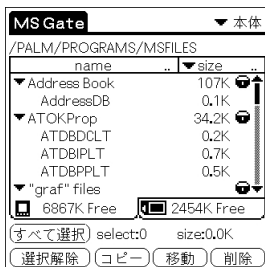 MS Gate ▼ 本体
/PALM/PROGRAMS/MSFILES
name .. ▼size ..
▼Address Book 107K
AddressDB 0.1K
▼ATOKProp 34.2K
ATDBDCLT 0.2K
ATDBIPLT 0.7K
ATDBPPLT 0.5K
▼"graf" files
6867K Free 2454K Free
すべて選択 select:0 size:0.0K
選択解除 コピー 移動 削除